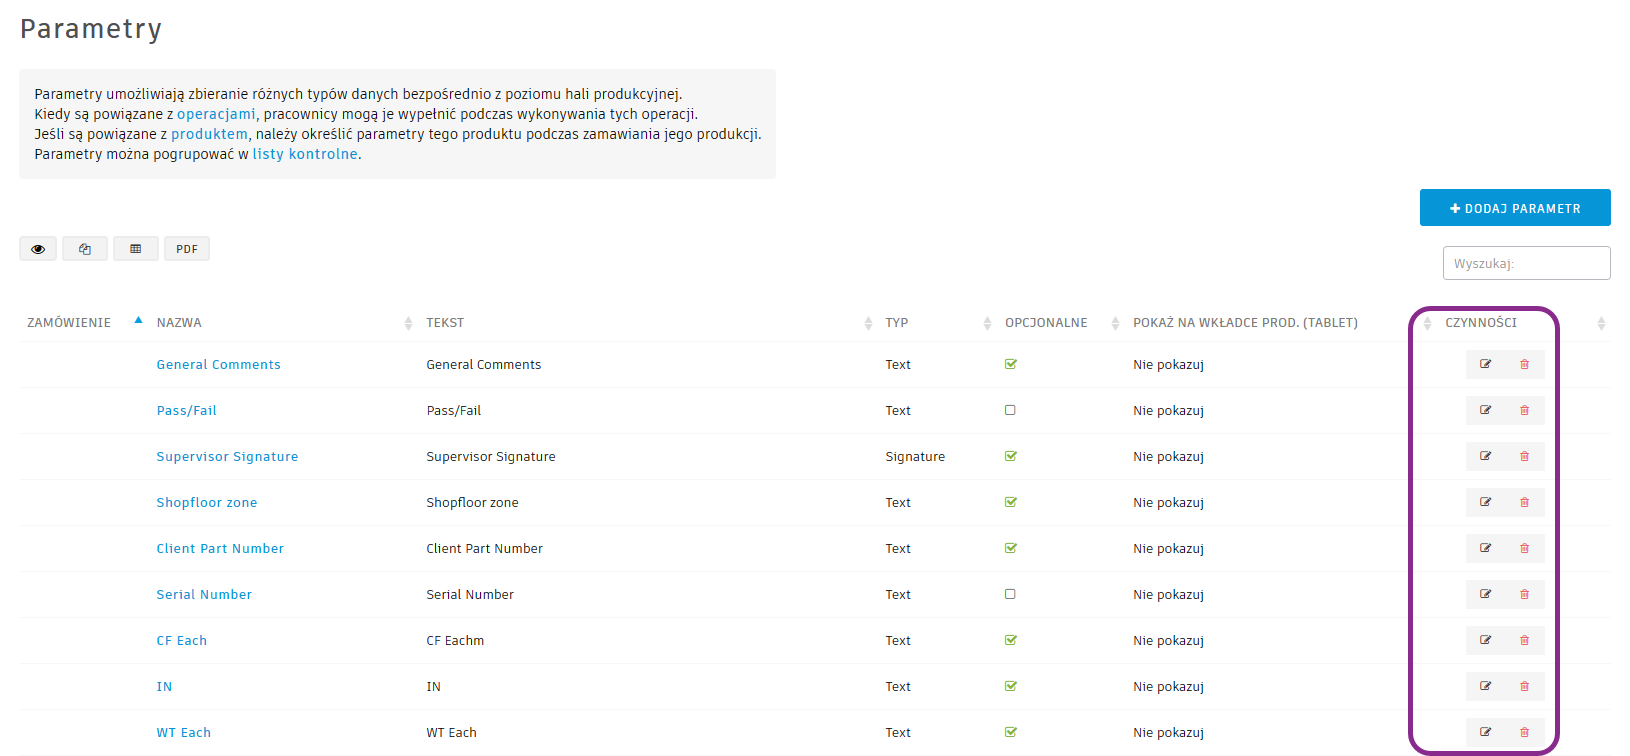 Parametry
Parametry umożliwiają zbieranie różnych typów danych bezpośrednio z poziomu hali produkcyjnej.
Kiedy są powiązane z operacjami, pracownicy mogą je wypełnić podczas wykonywania tych operacji.
Jeśli są powiązane z produktem, należy określić parametry tego produktu podczas zamawiania jego produkcji.
Parametry można pogrupować w listy kontrolne.
+ DODAJ PARAMETR
PDF
Wyszukaj:
ZAMÓWIENIE NAZWA TEKST TYP OPCJONALNE POKAŻ NA WKŁADCE PROD. (TABLET) CZYNNOŚCI
General Comments General Comments Text Nie pokazuj
Pass/Fail Pass/Fail Text Nie pokazuj
Supervisor Signature Supervisor Signature Signature Nie pokazuj
Shopfloor zone Shopfloor zone Text Nie pokazuj
Client Part Number Client Part Number Text Nie pokazuj
Serial Number Serial Number Text Nie pokazuj
CF Each CF Eachm Text Nie pokazuj
IN IN Text Nie pokazuj
WT Each WT Each Text Nie pokazuj